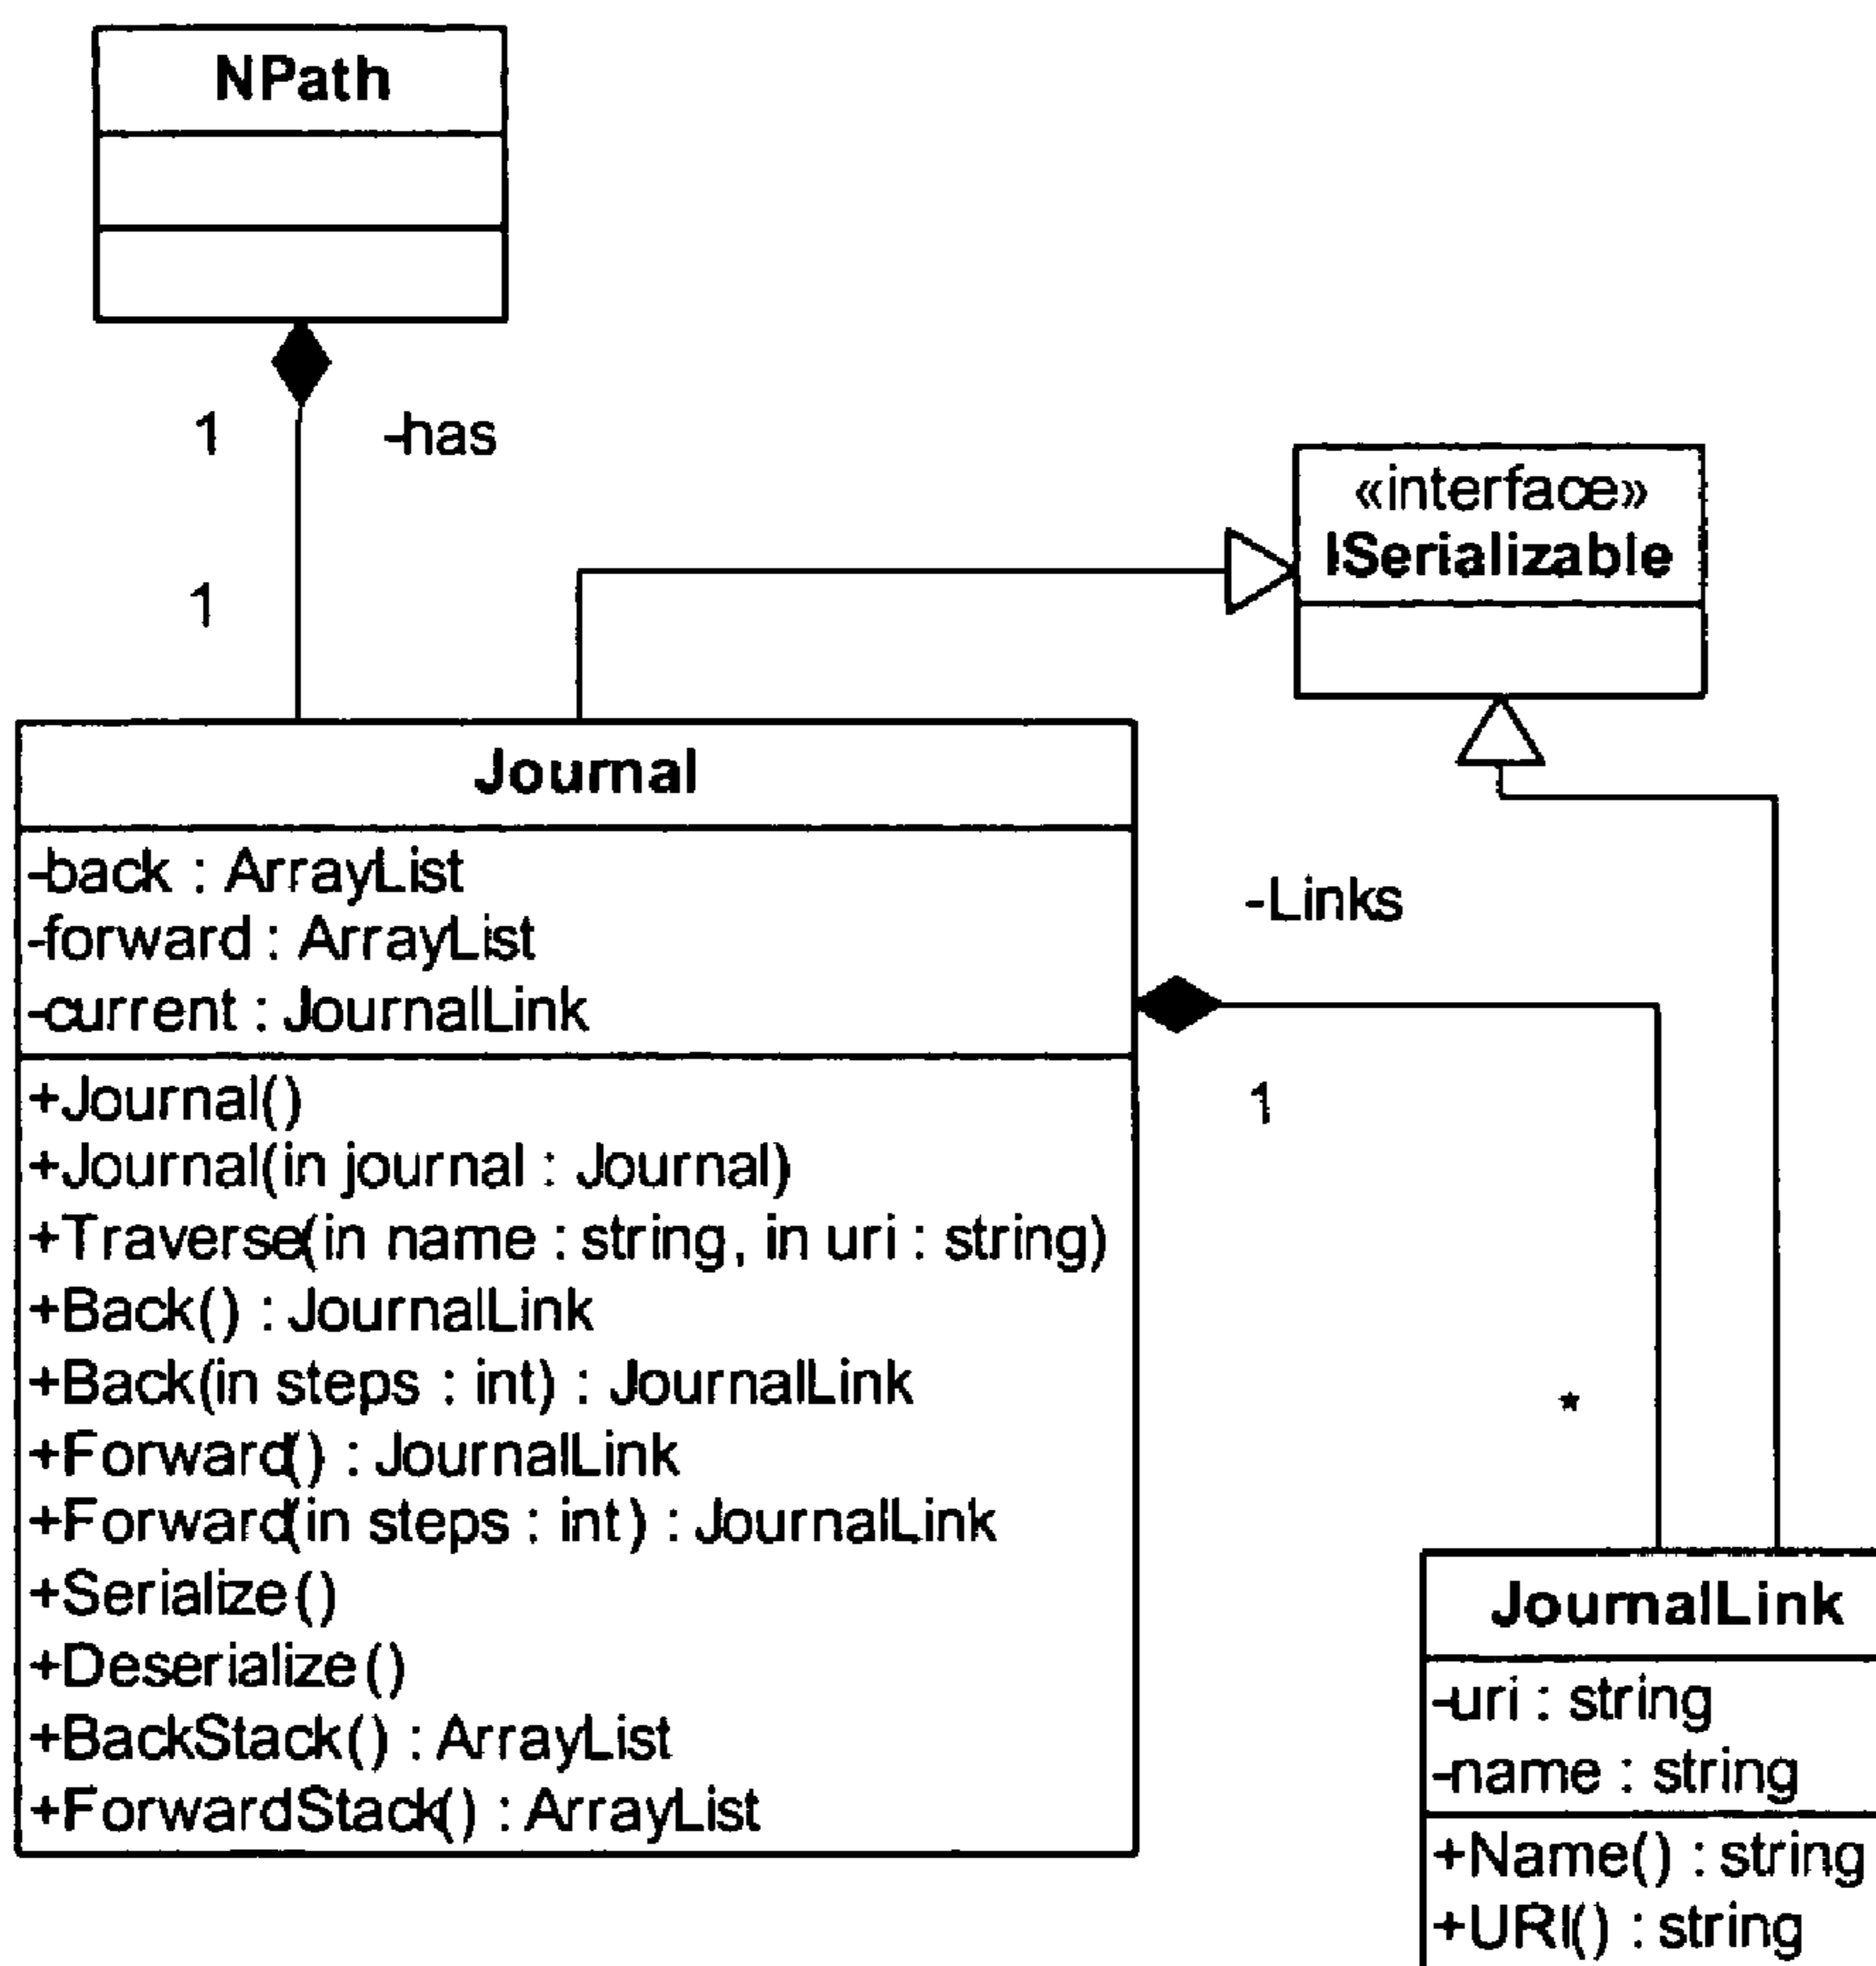 NPath
1
-has
1
«interface»
ISerializable
Journal
-back : ArrayList
-forward : ArrayList
-current : JournalLink
+Journal()
+Journal(in journal : Journal)
+Traverse(in name : string, in uri : string)
+Back() : JournalLink
+Back(in steps : int) : JournalLink
+Forward() : JournalLink
+Forward(in steps : int) : JournalLink
+Serialize()
+Deserialize()
+BackStack() : ArrayList
+ForwardStack() : ArrayList
-Links
1
*
JournalLink
-uri : string
-name : string
+Name() : string
+URI() : string